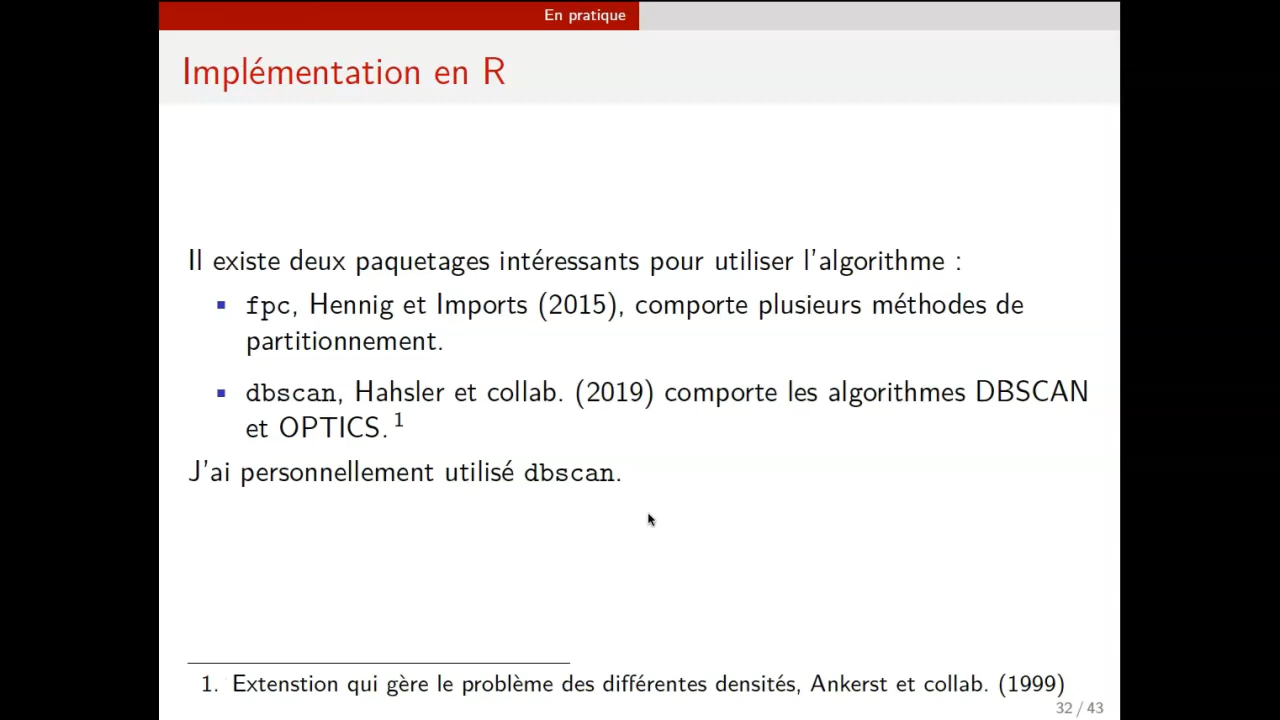 En pratique
Implémentation en R
Il existe deux paquetages intéressants pour utiliser l'algorithme :
fpc, Hennig et Imports (2015), comporte plusieurs méthodes de
partitionnement.
dbscan, Hahsler et collab. (2019) comporte les algorithmes DBSCAN
et OPTICS. 1
J'ai personnellement utilisé dbscan.
1. Extenstion qui gère le problème des différentes densités, Ankerst et collab. (1999)
32 / 43